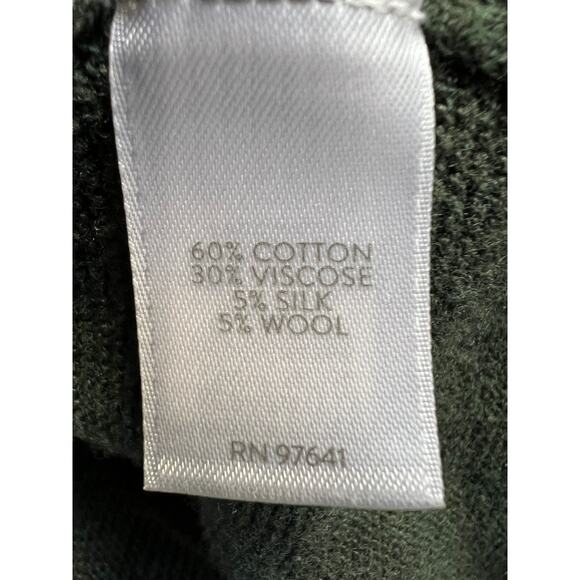 60% COTTON
30% VISCOSE
5% SILK
5% WOOL
RN 97641